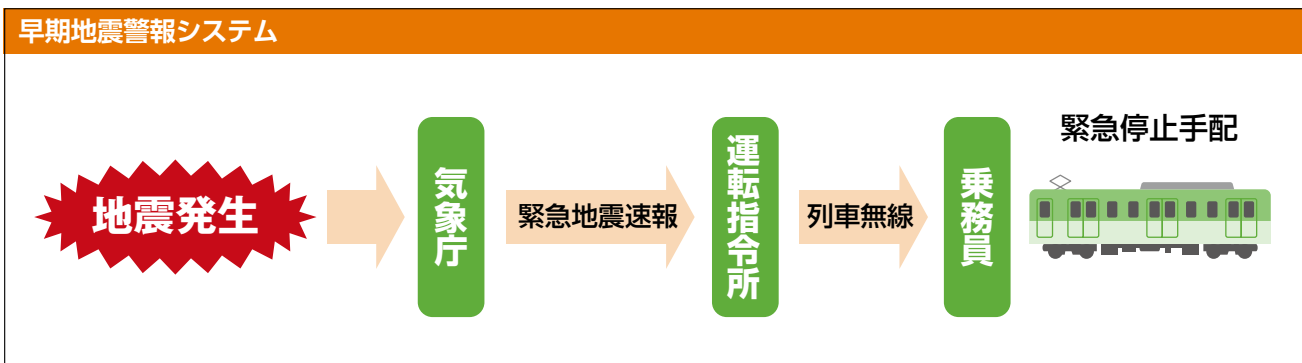 早期地震警報システム
地震発生
気象庁
緊急地震速報
運転指令所
列車無線
乗務員
緊急停止手配